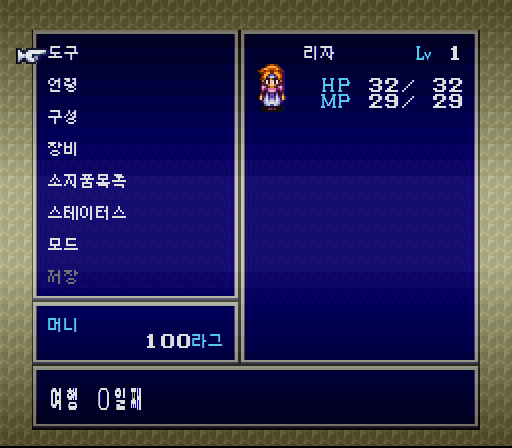 도구
언령
구성
장비
소지품목록
스테이터스
모드
저장
머니
100라그
리자 Lv 1
HP 32/ 32
MP 29/ 29
여행 0일째